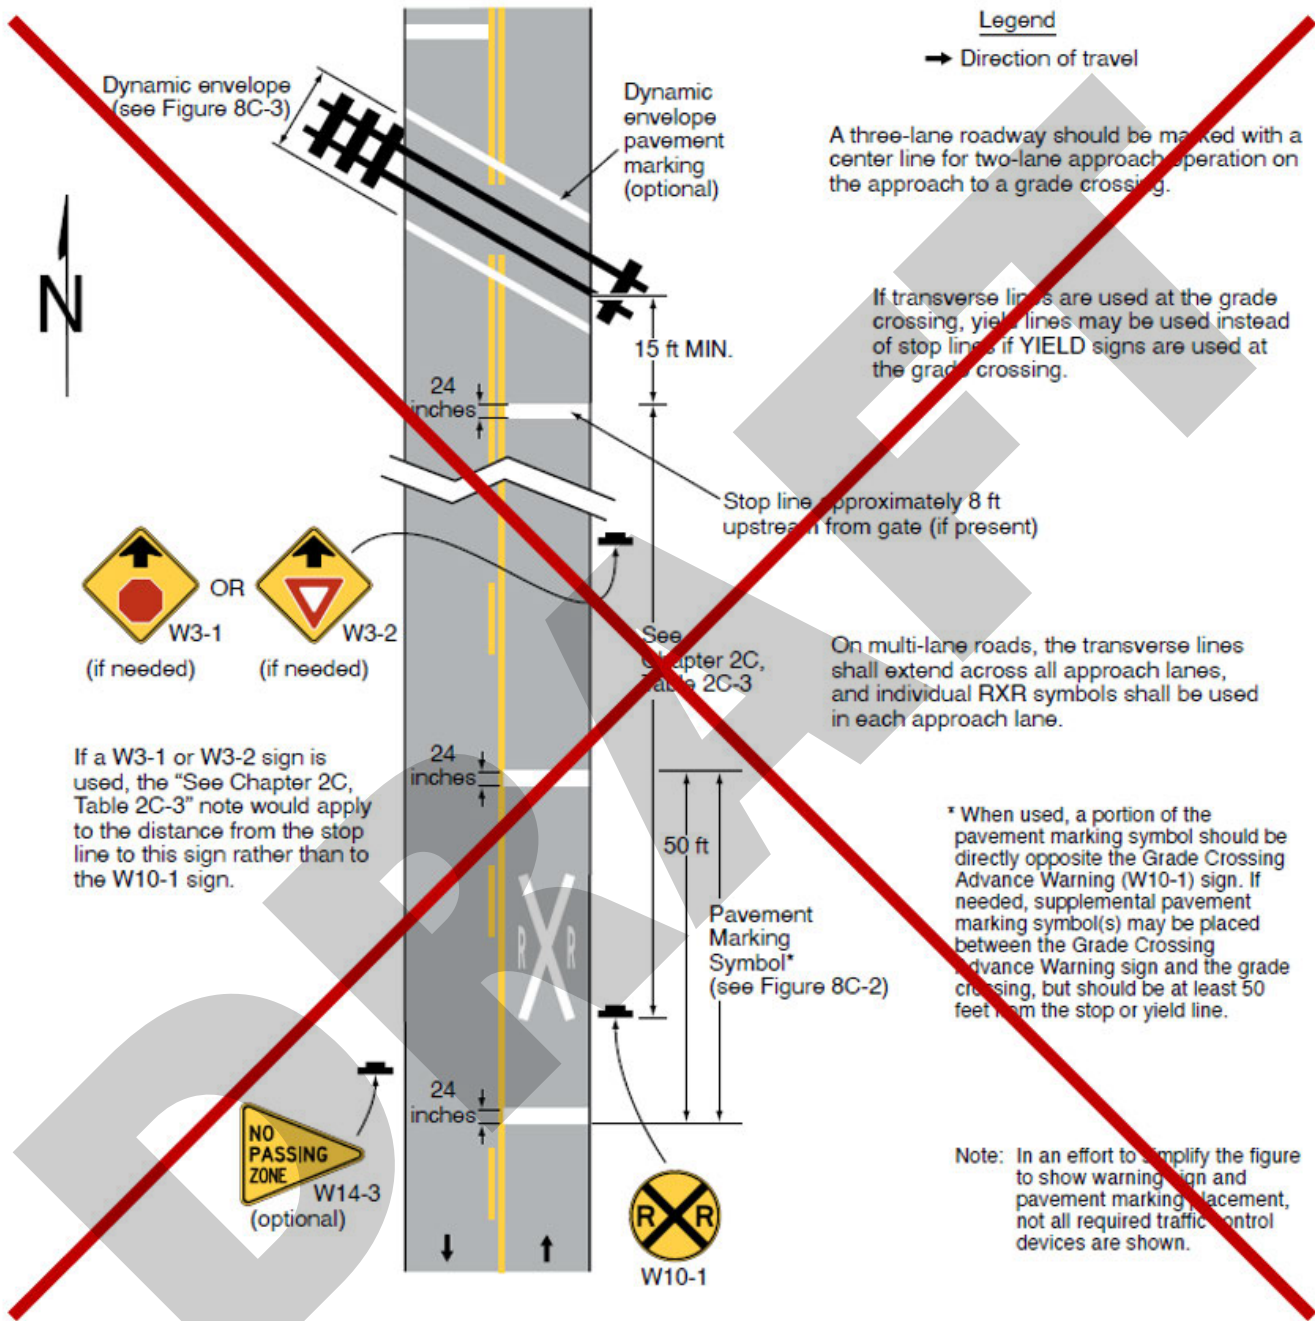 Legend
Direction of travel
Dynamic envelope
(see Figure 8C-3)
Dynamic
envelope
pavement
marking
(optional)
A three-lane roadway should be marked with a
center line for two-lane approach operation on
the approach to a grade crossing.
N
If transverse lines are used at the grade
crossing, yield lines may be used instead
of stop lines if YIELD signs are used at
the grade crossing.
15 ft MIN.
24
inches
Stop line approximately 8 ft
upstream from gate (if present)
OR
W3-1
W3-2
(if needed)
(if needed)
See
Chapter 2C,
Table 2C-3
On multi-lane roads, the transverse lines
shall extend across all approach lanes,
and individual RXR symbols shall be used
in each approach lane.
If a W3-1 or W3-2 sign is
used, the “See Chapter 2C,
Table 2C-3” note would apply
to the distance from the stop
line to this sign rather than to
the W10-1 sign.
24
inches
50 ft
R R
Pavement
Marking
Symbol*
(see Figure 8C-2)
* When used, a portion of the
pavement marking symbol should be
directly opposite the Grade Crossing
Advance Warning (W10-1) sign. If
needed, supplemental pavement
marking symbol(s) may be placed
between the Grade Crossing
Advance Warning sign and the grade
crossing, but should be at least 50
feet from the stop or yield line.
24
inches
NO
PASSING
ZONE
W14-3
(optional)
R R
W10-1
Note: In an effort to simplify the figure
to show warning sign and
pavement marking placement,
not all required traffic control
devices are shown.
DRAFT